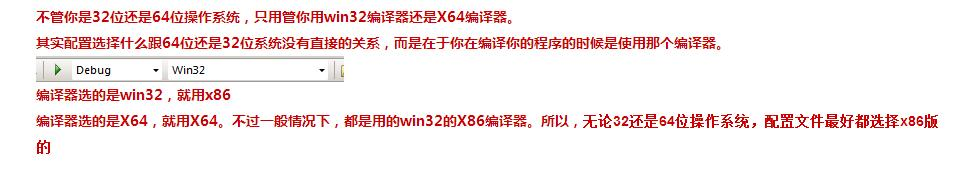 不管你是32位还是64位操作系统，只用管你用win32编译器还是X64编译器。
其实配置选择什么跟64位还是32位系统没有直接的关系，而是在于你在编译你的程序的时候是使用那个编译器。
Debug Win32
编译器选的是win32，就用x86
编译器选的是X64，就用X64。不过一般情况下，都是用的win32的X86编译器。所以，无论32还是64位操作系统，配置文件最好都选择x86版
的